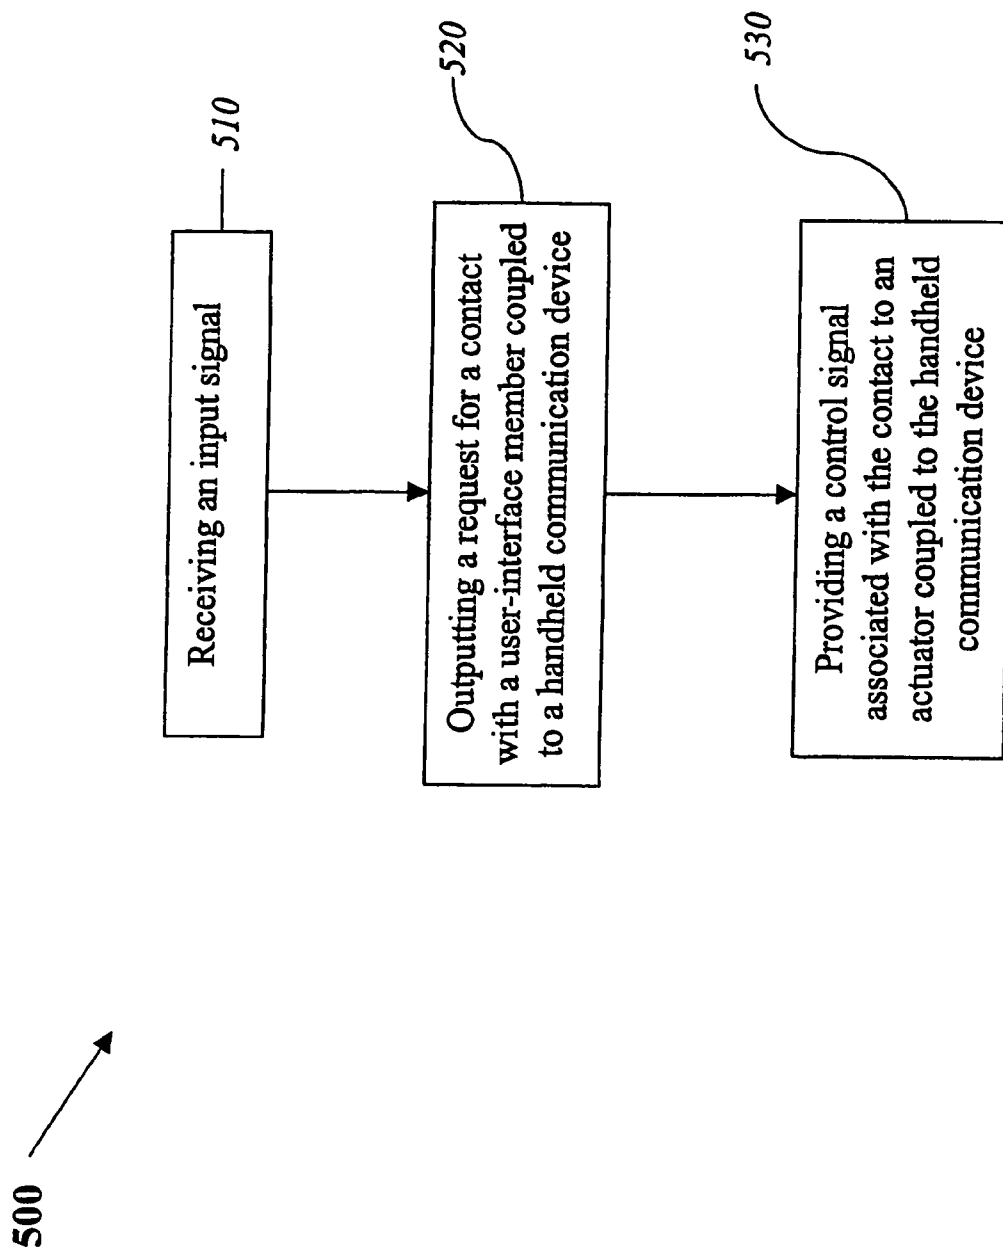 500
Receiving an input signal
510
Outputting a request for a contact
with a user-interface member coupled
to a handheld communication device
520
Providing a control signal
associated with the contact to an
actuator coupled to the handheld
communication device
530